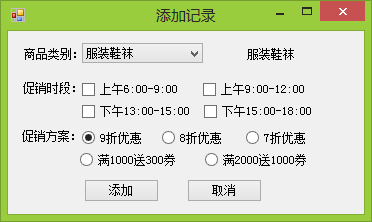 添加记录
商品类别: 服装鞋袜 服装鞋袜
促销时段: 上午6:00-9:00 上午9:00-12:00
下午13:00-15:00 下午15:00-18:00
促销方案: 9折优惠 8折优惠 7折优惠
满1000送300券 满2000送1000券
添加 取消